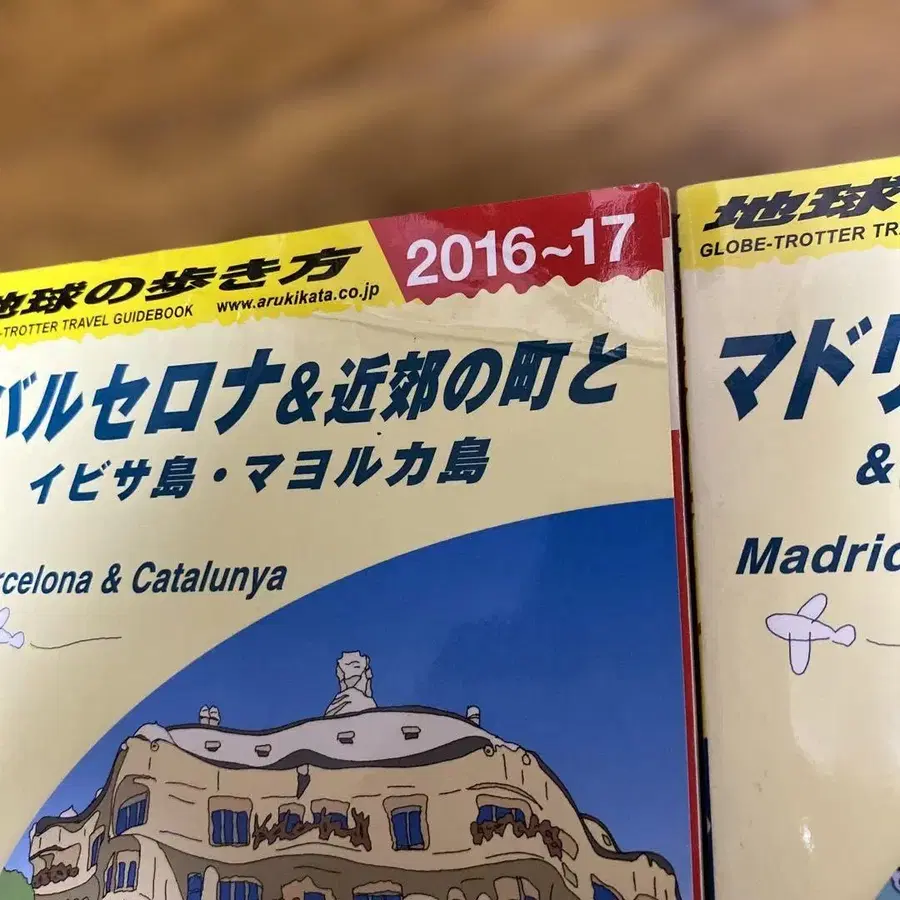 地球の歩き方
-TROTTER TRAVEL GUIDEBOOK
www.arukikata.co.jp
2016~17
バルセロナ&近郊の町と
イビサ島・マヨルカ島
rcelona & Catalunya
地球
GLOBE-TROTTER TRA
マドリ
&
Madrid